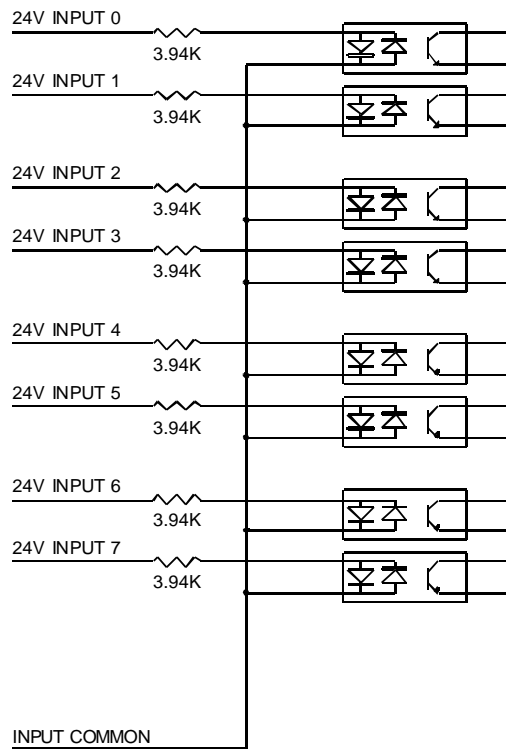 24V INPUT 0
3.94K
24V INPUT 1
3.94K
24V INPUT 2
3.94K
24V INPUT 3
3.94K
24V INPUT 4
3.94K
24V INPUT 5
3.94K
24V INPUT 6
3.94K
24V INPUT 7
3.94K
INPUT COMMON